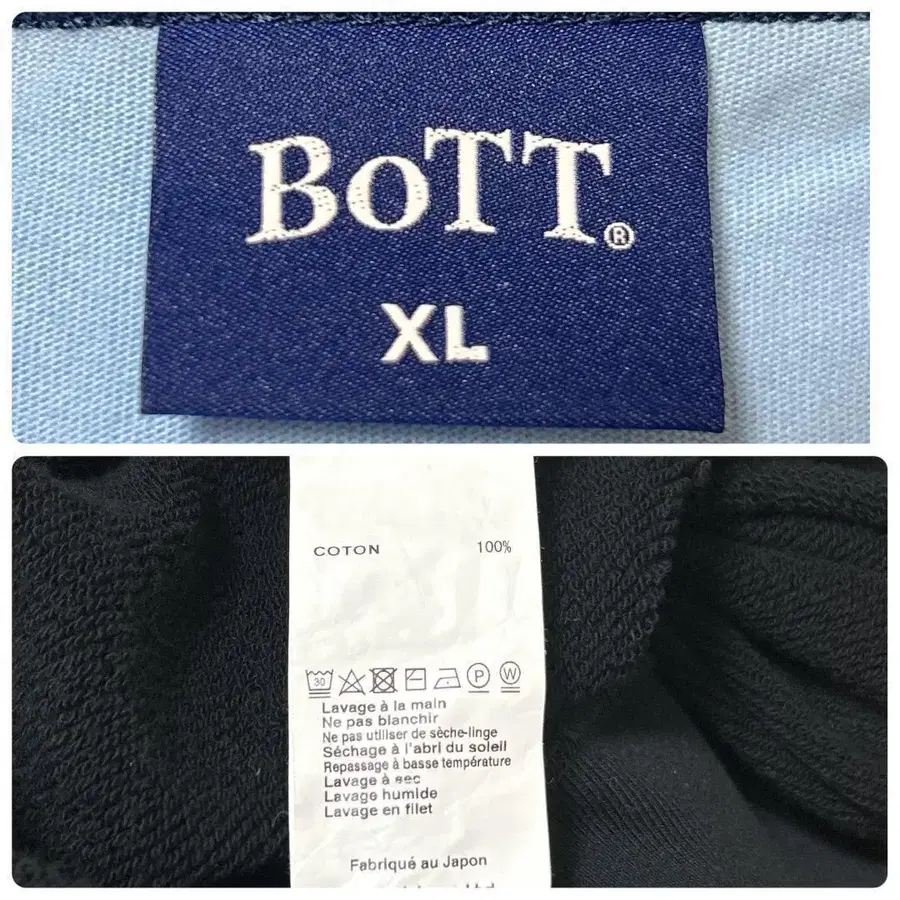 BoTT®
XL
COTON 100%
30
P
W
Lavage à la main
Ne pas blanchir
Ne pas utiliser de sèche-linge
Séchage à l'abri du soleil
Repassage à basse température
Lavage à sec
Lavage humide
Lavage en filet
Fabriqué au Japon
Ltd